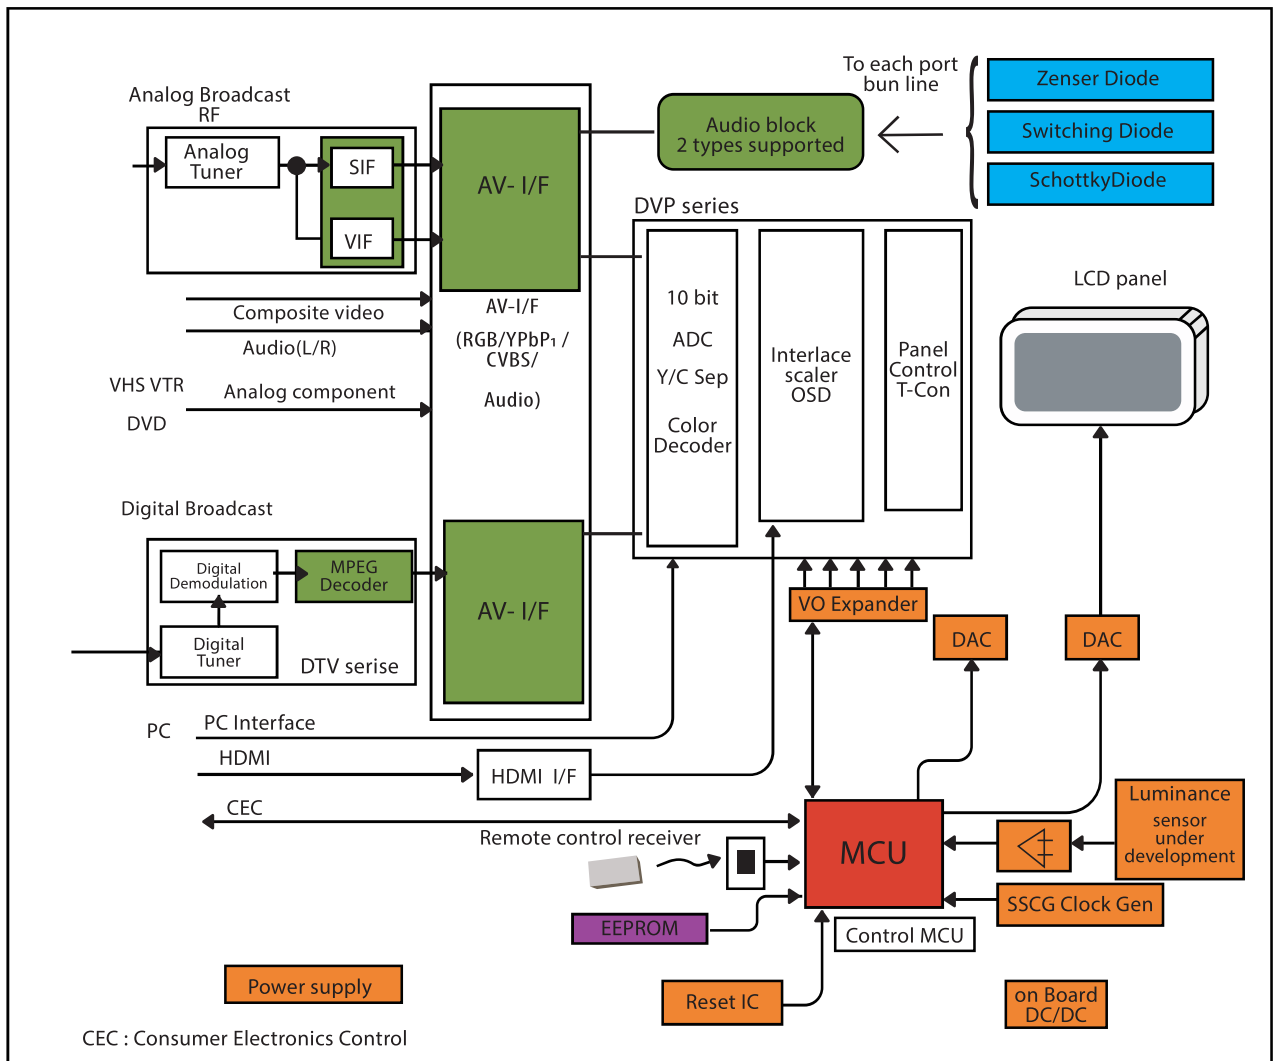 To each port
bun line
Zenser Diode
Switching Diode
SchottkyDiode
Analog Broadcast
RF
Analog
Tuner
SIF
VIF
AV- I/F
Audio block
2 types supported
DVP series
10 bit
ADC
Y/C Sep
Color
Decoder
Interlace
scaler
OSD
Panel
Control
T-Con
LCD panel
AV-I/F
(RGB/YPbP1 /
CVBS/
Audio)
Composite video
Audio(L/R)
VHS VTR
Analog component
DVD
Digital Broadcast
Digital
Demodulation
MPEG
Decoder
Digital
Tuner
DTV serise
AV- I/F
VO Expander
DAC
DAC
PC
PC Interface
HDMI
HDMI I/F
CEC
Remote control receiver
MCU
Luminance
sensor
under
development
SSCG Clock Gen
EEPROM
Control MCU
Power supply
Reset IC
on Board
DC/DC
CEC : Consumer Electronics Control